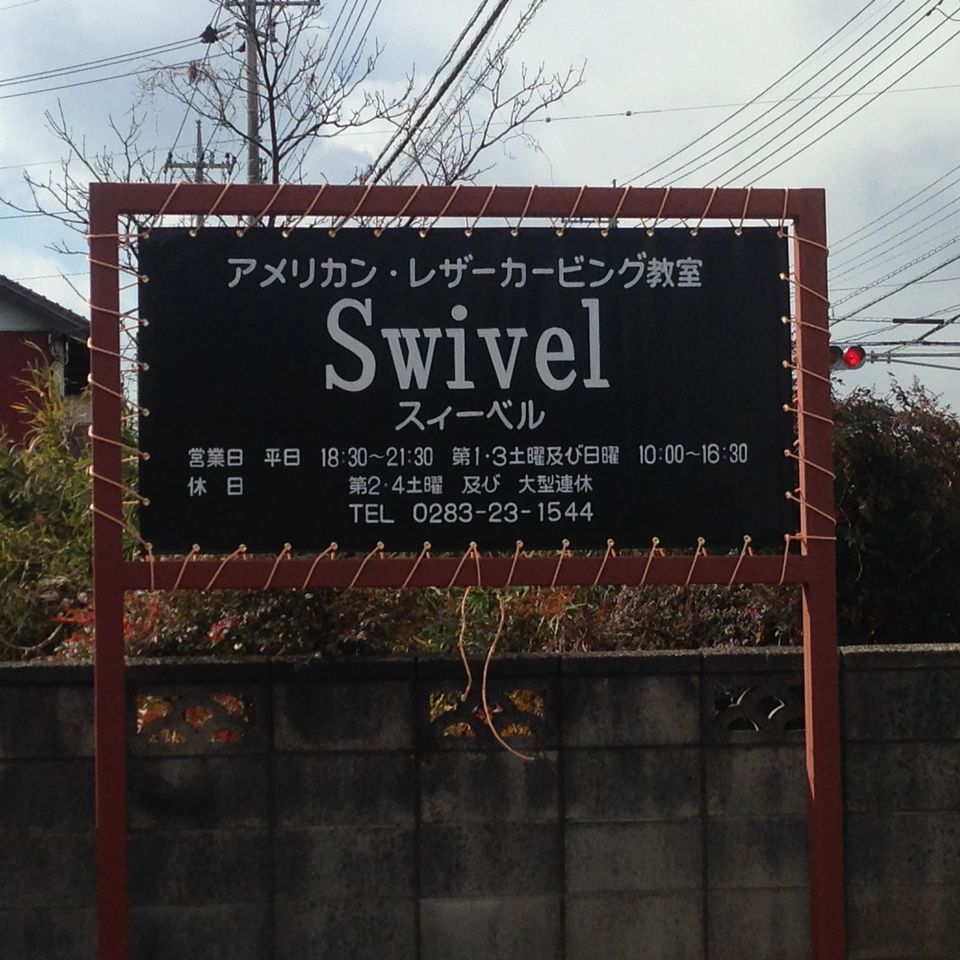 アメリカン・レザーカービング教室
Swivel
スィーベル
営業日 平日 18:30〜21:30 第1・3土曜及び日曜 10:00〜16:30
休日 第2・4土曜 及び 大型連休
TEL 0283-23-1544